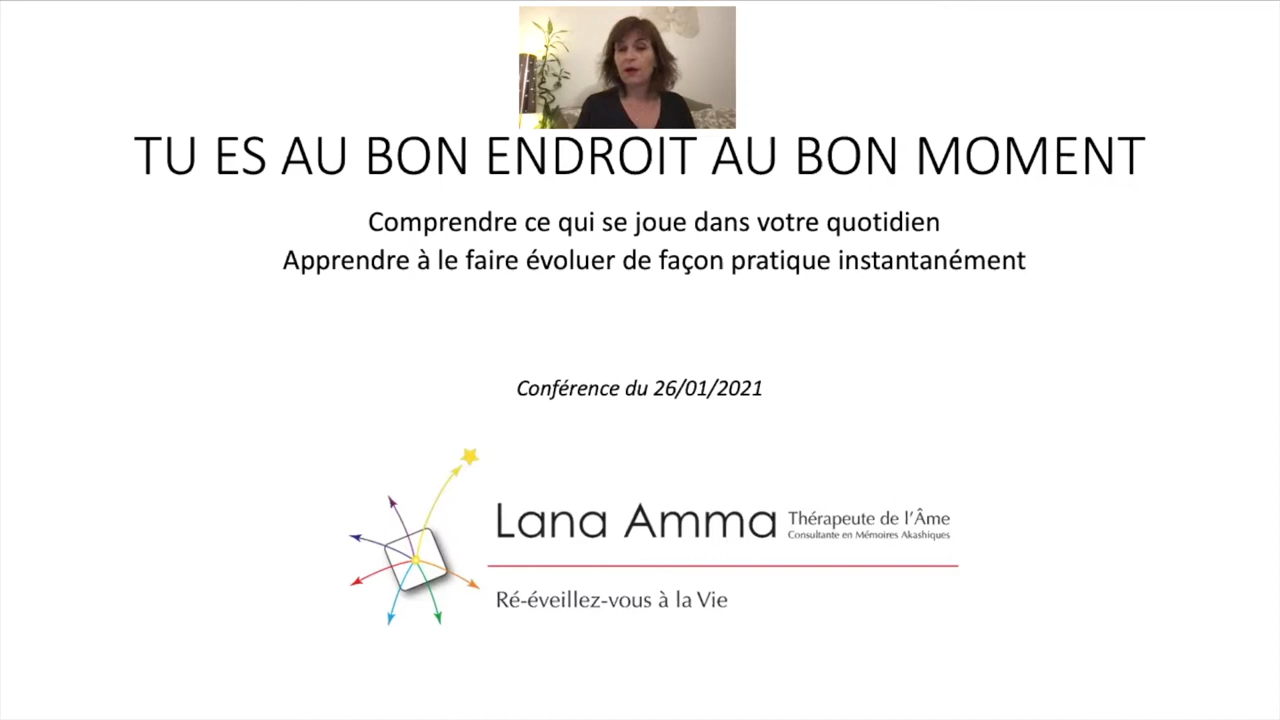 TU ES AU BON ENDROIT AU BON MOMENT
Comprendre ce qui se joue dans votre quotidien
Apprendre à le faire évoluer de façon pratique instantanément
Conférence du 26/01/2021
Lana Amma Thérapeute de l'Âme
Consultante en Mémoires Akashiques
Ré-éveillez-vous à la Vie